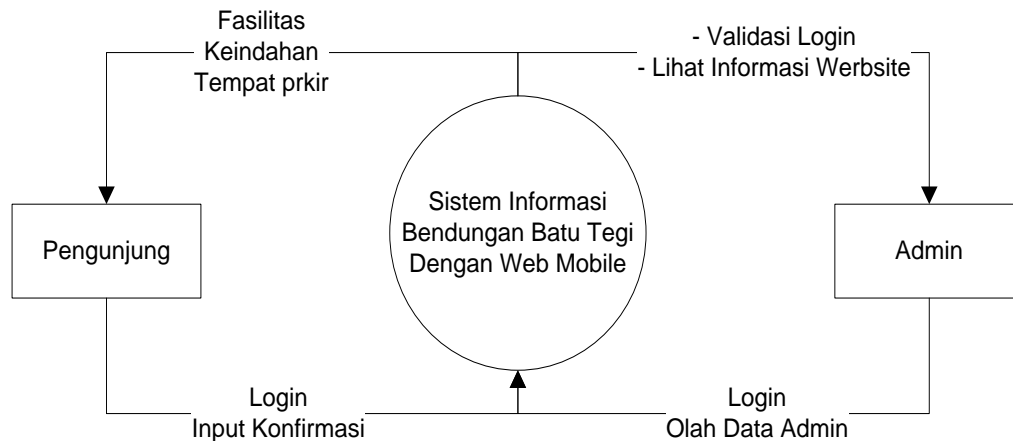 Fasilitas
Keindahan
Tempat prkir
- Validasi Login
- Lihat Informasi Werbsite
Pengunjung
Sistem Informasi
Bendungan Batu Tegi
Dengan Web Mobile
Admin
Login
Input Konfirmasi
Login
Olah Data Admin